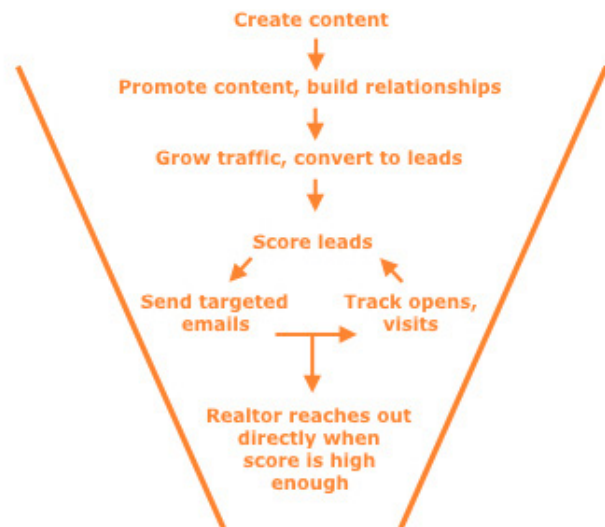 Create content
Promote content, build relationships
Grow traffic, convert to leads
Score leads
Send targeted
emails
Track opens,
visits
Realtor reaches out
directly when
score is high
enough